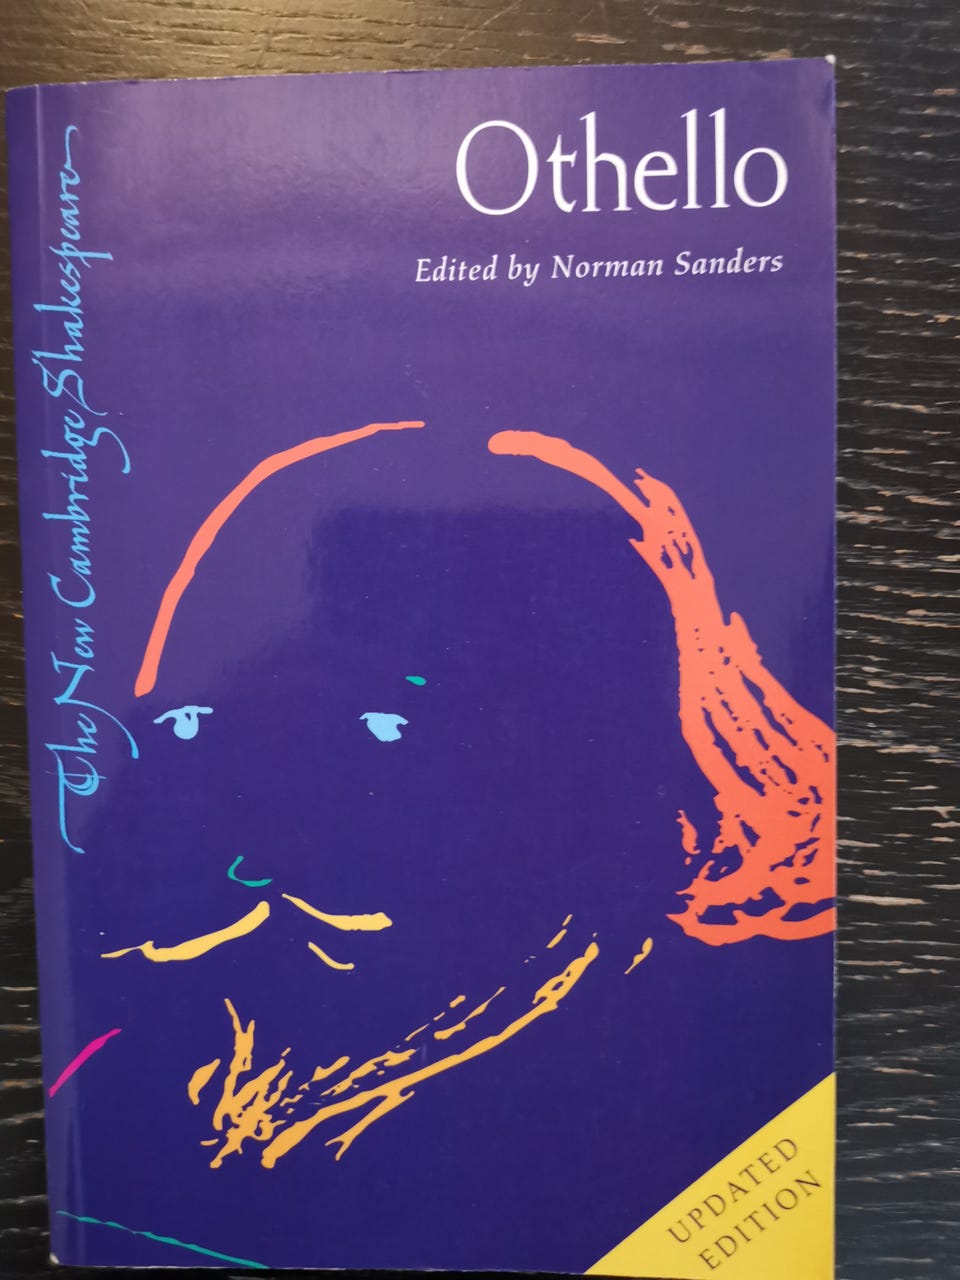 Othello
Edited by Norman Sanders
The New Cambridge Shakespeare
UPDATED
EDITION